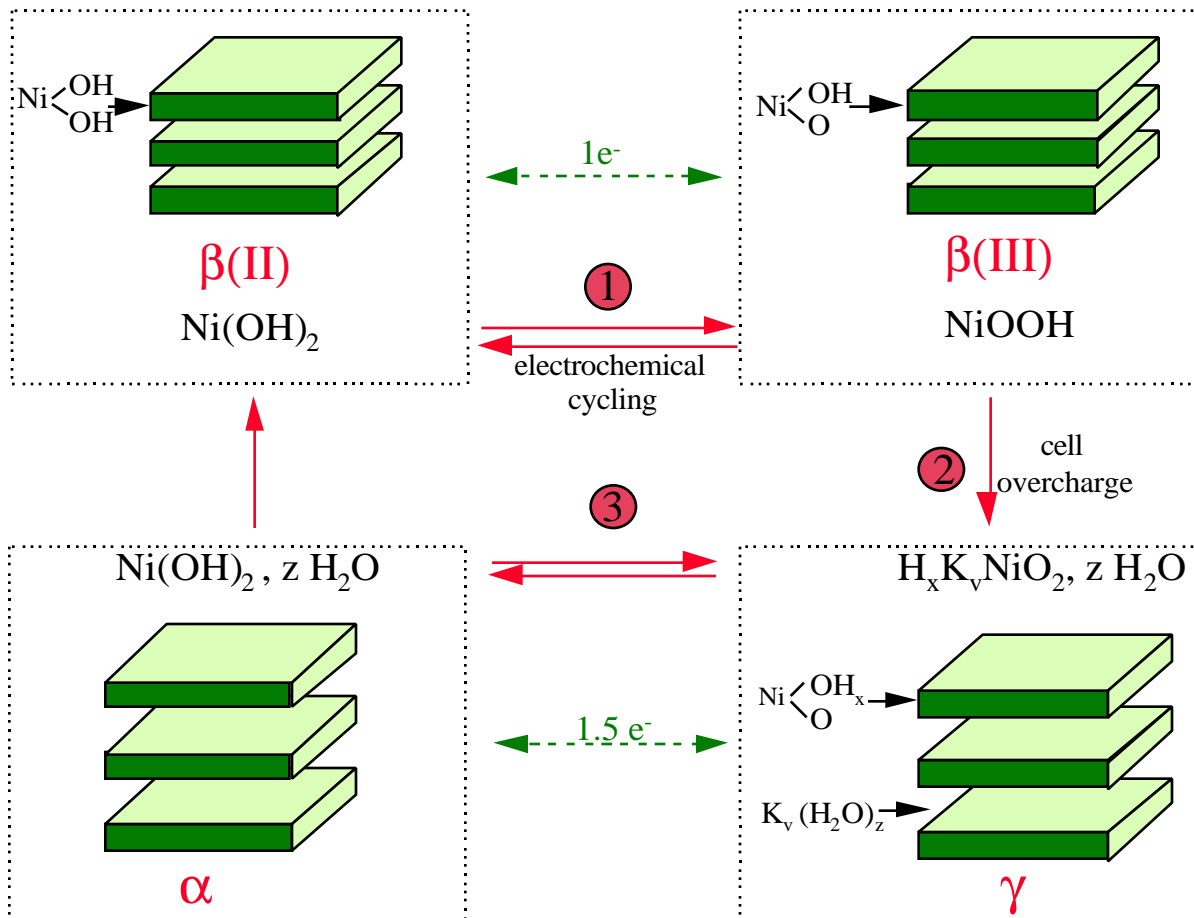 Ni OH
OH
β(II)
Ni(OH)₂
1e⁻
1
electrochemical
cycling
Ni OH
O
β(III)
NiOOH
2
cell
overcharge
3
Ni(OH)₂ , z H₂O
α
1.5 e⁻
HₓKᵥNiO₂, z H₂O
Ni OHₓ
O
Kᵥ (H₂O)z
γ